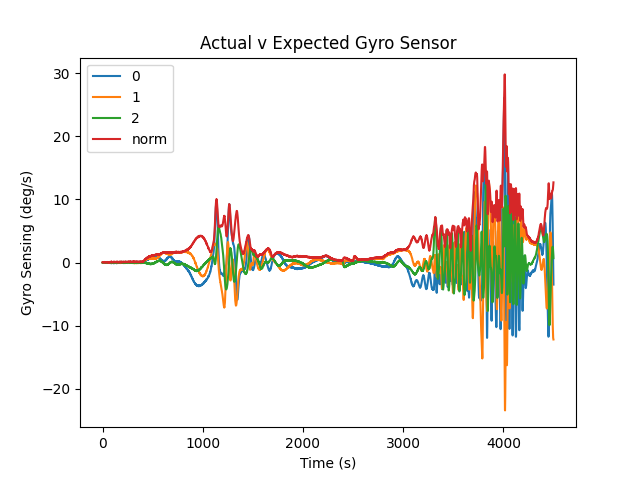 Actual v Expected Gyro Sensor
0
1
2
norm
30
20
10
0
−10
−20
Gyro Sensing (deg/s)
0 1000 2000 3000 4000
Time (s)